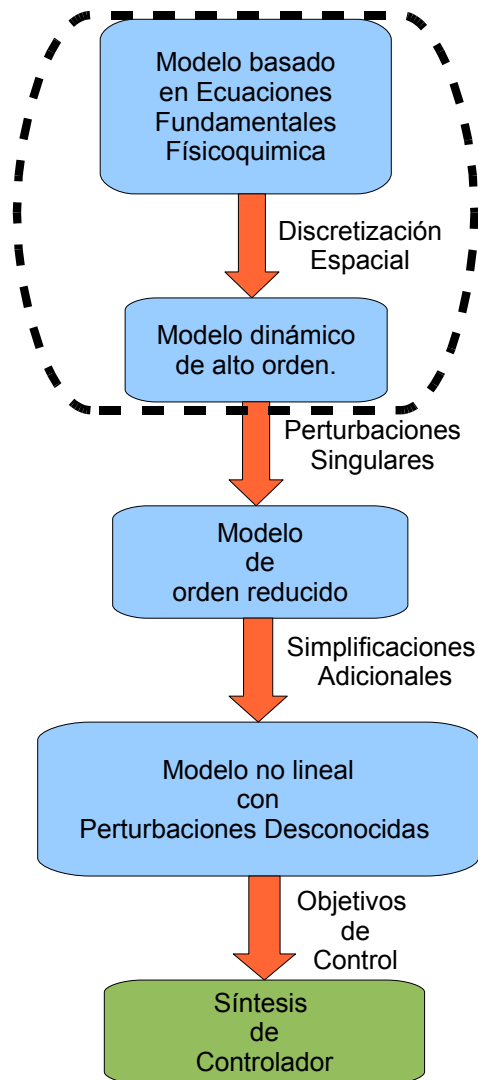 Modelo basado
en Ecuaciones
Fundamentales
Físicoquimica
Discretización
Espacial
Modelo dinámico
de alto orden.
Perturbaciones
Singulares
Modelo
de
orden reducido
Simplificaciones
Adicionales
Modelo no lineal
con
Perturbaciones Desconocidas
Objetivos
de
Control
Síntesis
de
Controlador